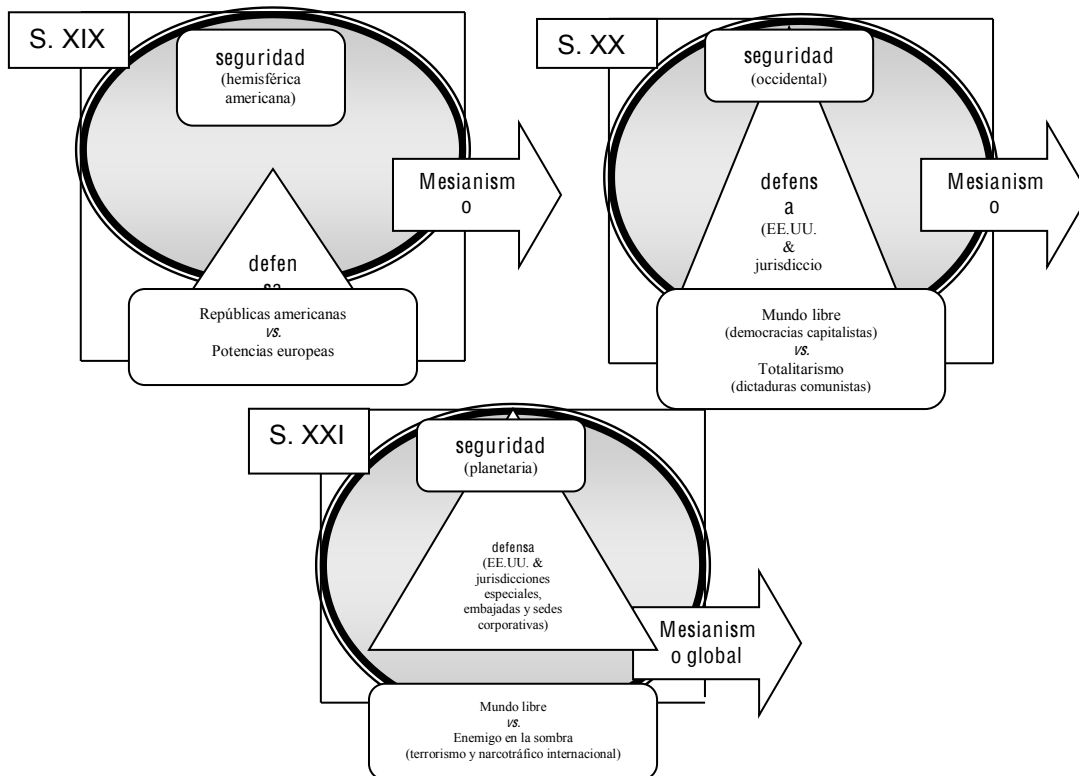 S. XIX
seguridad
(hemisférica
americana)
Mesianism
o
defen
sa
Repúblicas americanas
vs.
Potencias europeas
S. XX
seguridad
(occidental)
defens
a
(EE.UU.
&
jurisdiccio
Mesianism
o
Mundo libre
(democracias capitalistas)
vs.
Totalitarismo
(dictaduras comunistas)
S. XXI
seguridad
(planetaria)
defensa
(EE.UU. &
jurisdicciones
especiales,
embajadas y sedes
corporativas)
Mesianism
o global
Mundo libre
vs.
Enemigo en la sombra
(terrorismo y narcotráfico internacional)